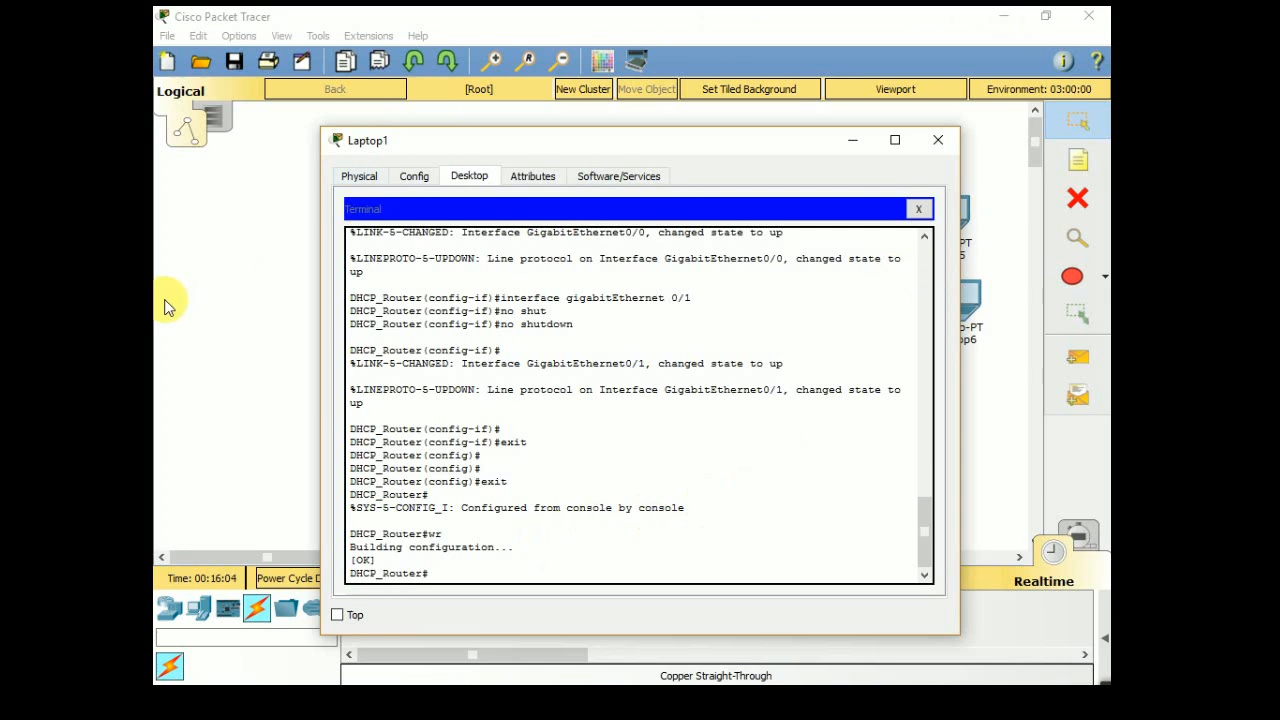 Cisco Packet Tracer
File Edit Options View Tools Extensions Help
Logical Back [Root] New Cluster Move Object Set Tiled Background Viewport Environment: 03:00:00
Laptop1
Physical Config Desktop Attributes Software/Services
Terminal X
%LINK-5-CHANGED: Interface GigabitEthernet0/0, changed state to up
%LINEPROTO-5-UPDOWN: Line protocol on Interface GigabitEthernet0/0, changed state to
up
DHCP_Router(config-if)#interface gigabitEthernet 0/1
DHCP_Router(config-if)#no shut
DHCP_Router(config-if)#no shutdown
DHCP_Router(config-if)#
%LINK-5-CHANGED: Interface GigabitEthernet0/1, changed state to up
%LINEPROTO-5-UPDOWN: Line protocol on Interface GigabitEthernet0/1, changed state to
up
DHCP_Router(config-if)#
DHCP_Router(config-if)#exit
DHCP_Router(config)#
DHCP_Router(config)#
DHCP_Router(config)#exit
DHCP_Router#
%SYS-5-CONFIG_I: Configured from console by console
DHCP_Router#wr
Building configuration...
[OK]
DHCP_Router#
Top
PT
5
o-PT
op6
Time: 00:16:04 Power Cycle D
Realtime
Copper Straight-Through